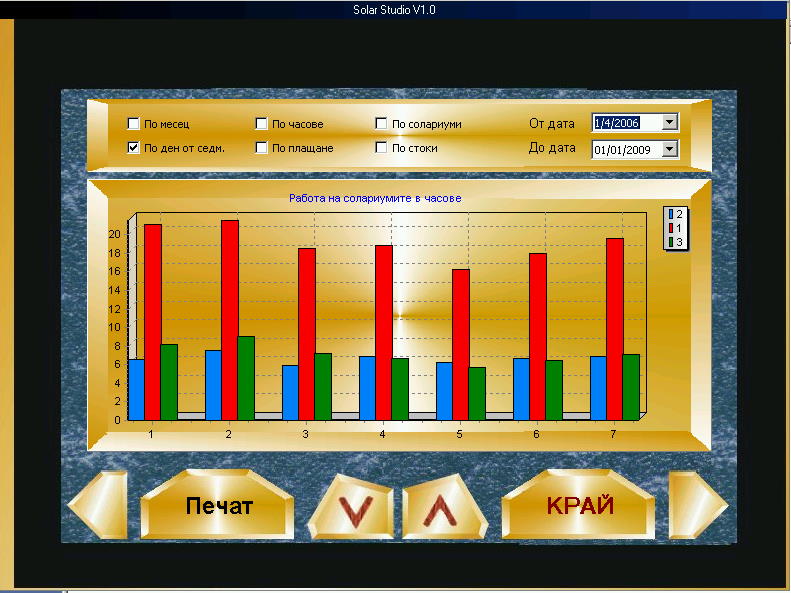 Solar Studio V1.0
По месец По часове По солариуми От дата 1/4/2006
По ден от седм. По плащане По стоки До дата 01/01/2009
Работа на солариумите в часове
2
1
3
20
18
16
14
12
10
8
6
4
2
0
1 2 3 4 5 6 7
Печат КРАЙ